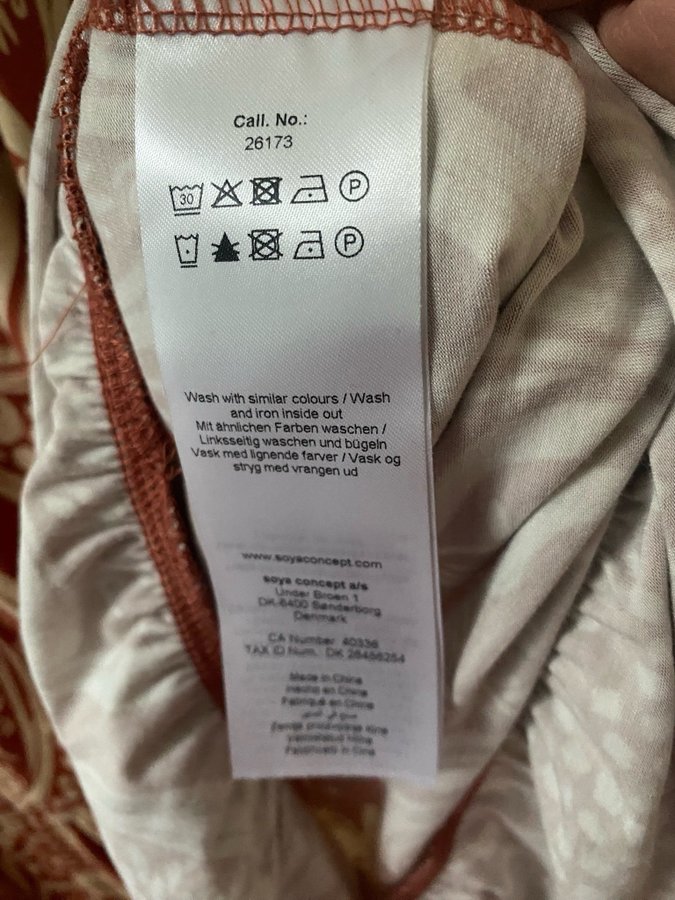 Call. No.:
26173
30
P
P
Wash with similar colours / Wash
and iron inside out
Mit ähnlichen Farben waschen /
Linksseitig waschen und bügeln
Vask med lignende farver / Vask og
stryg med vrangen ud
www.soyaconcept.com
soya concept a/s
Under Broen 1
DK-6400 Sønderborg
Denmark
CA Number 40336
TAX ID Num. DK
Made in China
Hecho en China
Fabriqué en China